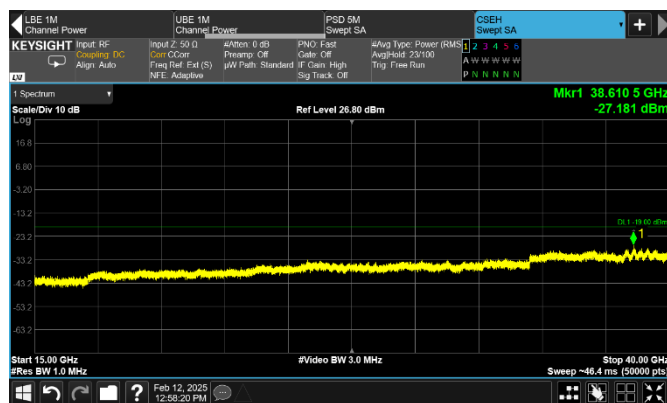 LBE 1M
Channel Power
UBE 1M
Channel Power
PSD 5M
Swept SA
CSEH
Swept SA
KEYSIGHT
Input: RF
Coupling: DC
Align: Auto
Input Z: 50 Ω
Corr CCorr
Freq Ref: Ext (S)
NFE: Adaptive
#Atten: 0 dB
Preamp: Off
µW Path: Standard
PNO: Fast
Gate: Off
IF Gain: High
Sig Track: Off
#Avg Type: Power (RMS
Avg|Hold: 23/100
Trig: Free Run
1 2 3 4 5 6
A W W W W W
P N N N N N
LXI
1 Spectrum
Scale/Div 10 dB
Ref Level 26.80 dBm
Mkr1 38.610 5 GHz
-27.181 dBm
Log
16.8
6.80
-3.20
-13.2
DL1 -19.00 dBm
-23.2
1
-33.2
-43.2
-53.2
-63.2
Start 15.00 GHz
#Video BW 3.0 MHz
Stop 40.00 GHz
#Res BW 1.0 MHz
Sweep ~46.4 ms (50000 pts)
?
Feb 12, 2025
12:58:20 PM